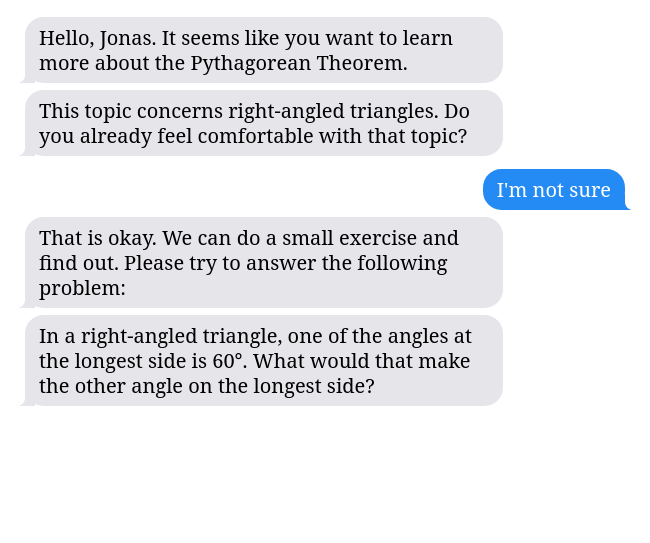 Hello, Jonas. It seems like you want to learn
more about the Pythagorean Theorem.
This topic concerns right-angled triangles. Do
you already feel comfortable with that topic?
I'm not sure
That is okay. We can do a small exercise and
find out. Please try to answer the following
problem:
In a right-angled triangle, one of the angles at
the longest side is 60°. What would that make
the other angle on the longest side?